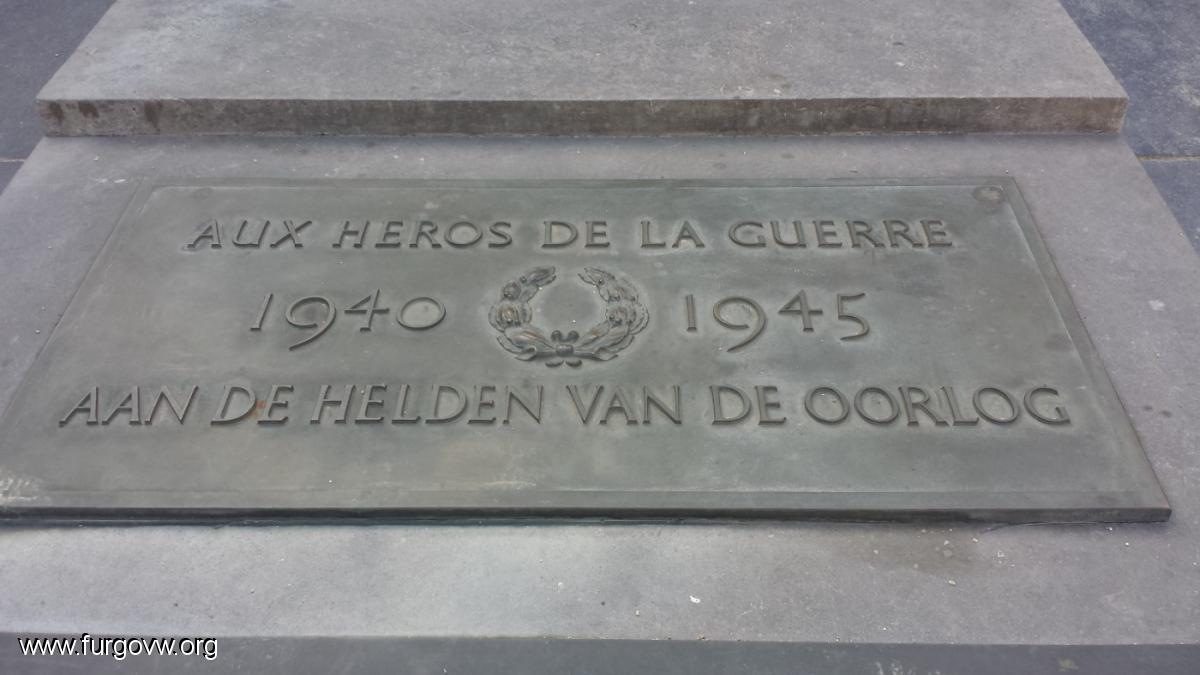 AUX HEROS DE LA GUERRE
1940 1945
AAN DE HELDEN VAN DE OORLOG
www.furgovw.org